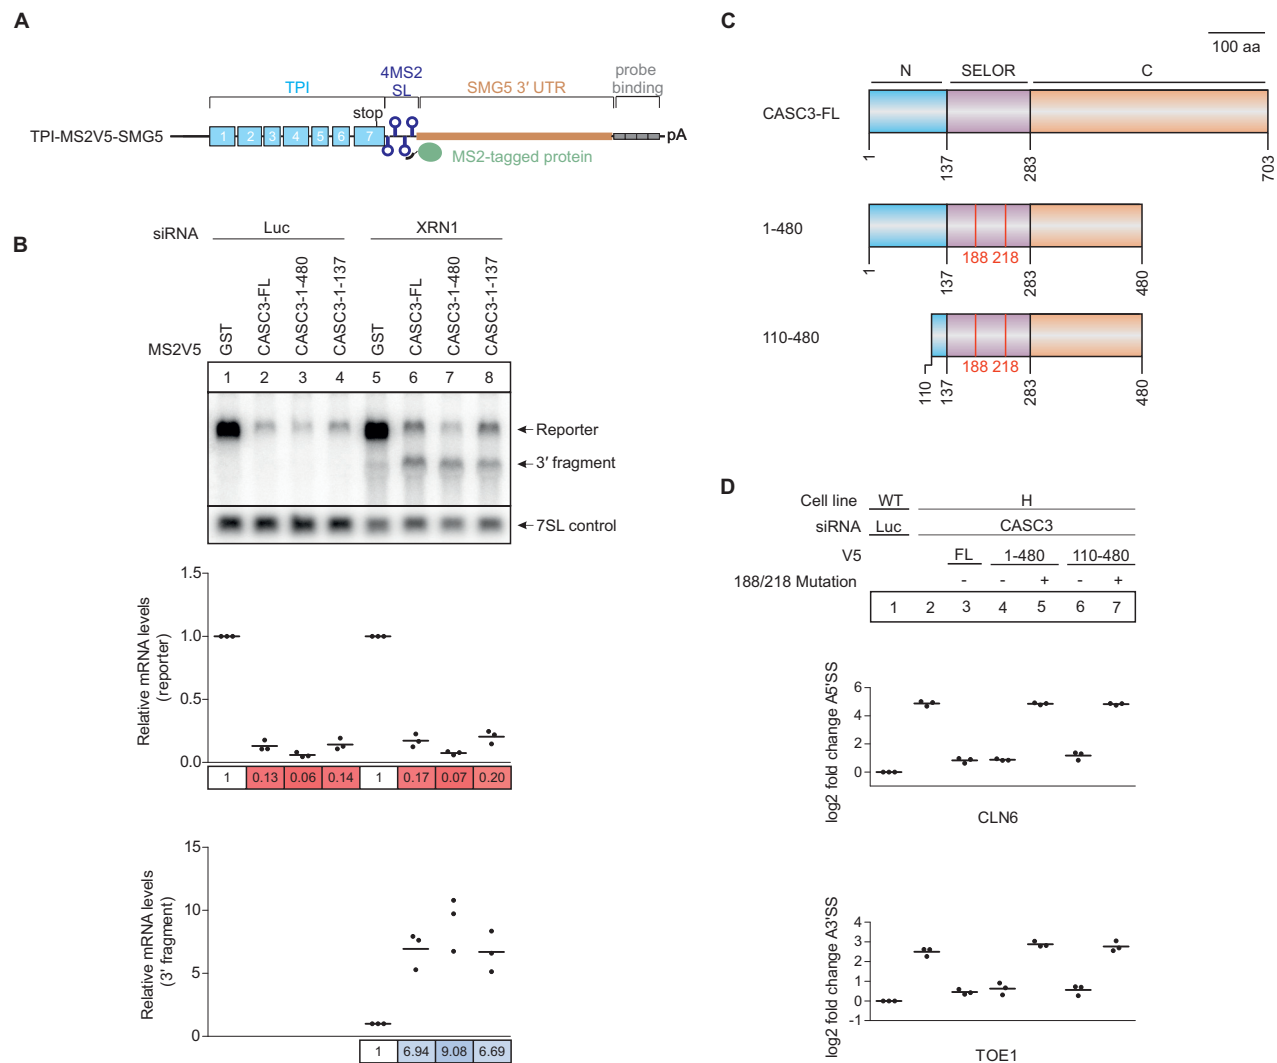 A
TPI
4MS2
SL
SMG5 3′ UTR
probe
binding
stop
TPI-MS2V5-SMG5
1 2 3 4 5 6 7
pA
MS2-tagged protein
B
siRNA Luc XRN1
MS2V5 GST CASC3-FL CASC3-1-480 CASC3-1-137 GST CASC3-FL CASC3-1-480 CASC3-1-137
1 2 3 4 5 6 7 8
Reporter
3′ fragment
7SL control
Relative mRNA levels
(reporter)
1.5
1.0
0.5
0.0
1 0.13 0.06 0.14 1 0.17 0.07 0.20
Relative mRNA levels
(3′ fragment)
15
10
5
0
1 6.94 9.08 6.69
C
100 aa
N SELOR C
CASC3-FL
1 137 283 703
1-480
188 218
1 137 283 480
110-480
188 218
110 137 283 480
D
Cell line WT H
siRNA Luc CASC3
V5 FL 1-480 110-480
188/218 Mutation - - + - +
1 2 3 4 5 6 7
log2 fold change A5'SS
6
4
2
0
CLN6
log2 fold change A3'SS
4
3
2
1
0
-1
TOE1